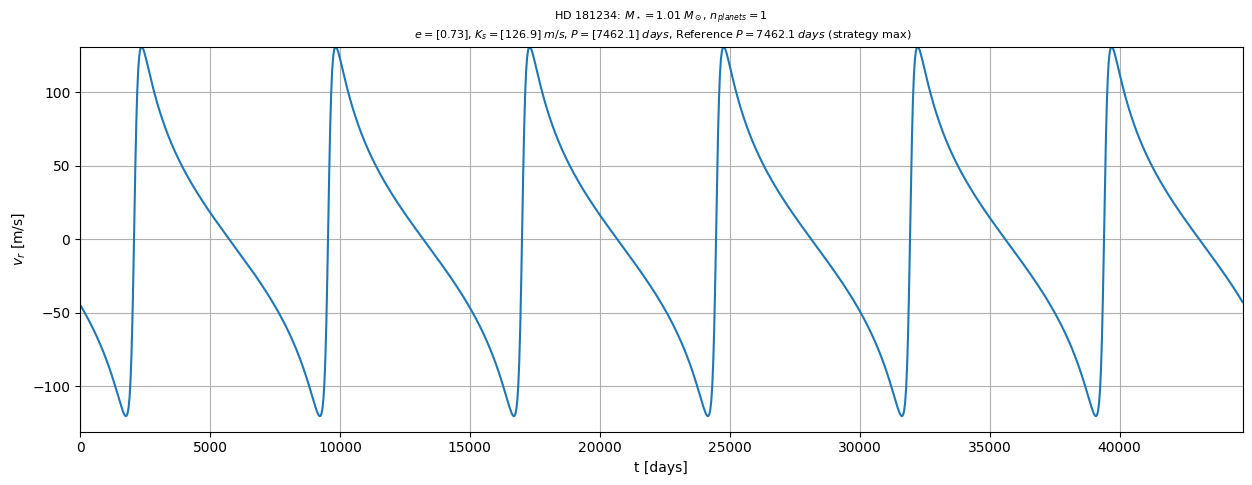 HD 181234: $M_\star = 1.01\ M_\odot$, $n_{planets} = 1$
$e = [0.73]$, $K_s = [126.9]\ m/s$, $P = [7462.1]\ days$, Reference $P = 7462.1\ days$ (strategy max)
100
50
0
−50
−100
$v_r$ [m/s]
0 5000 10000 15000 20000 25000 30000 35000 40000
t [days]